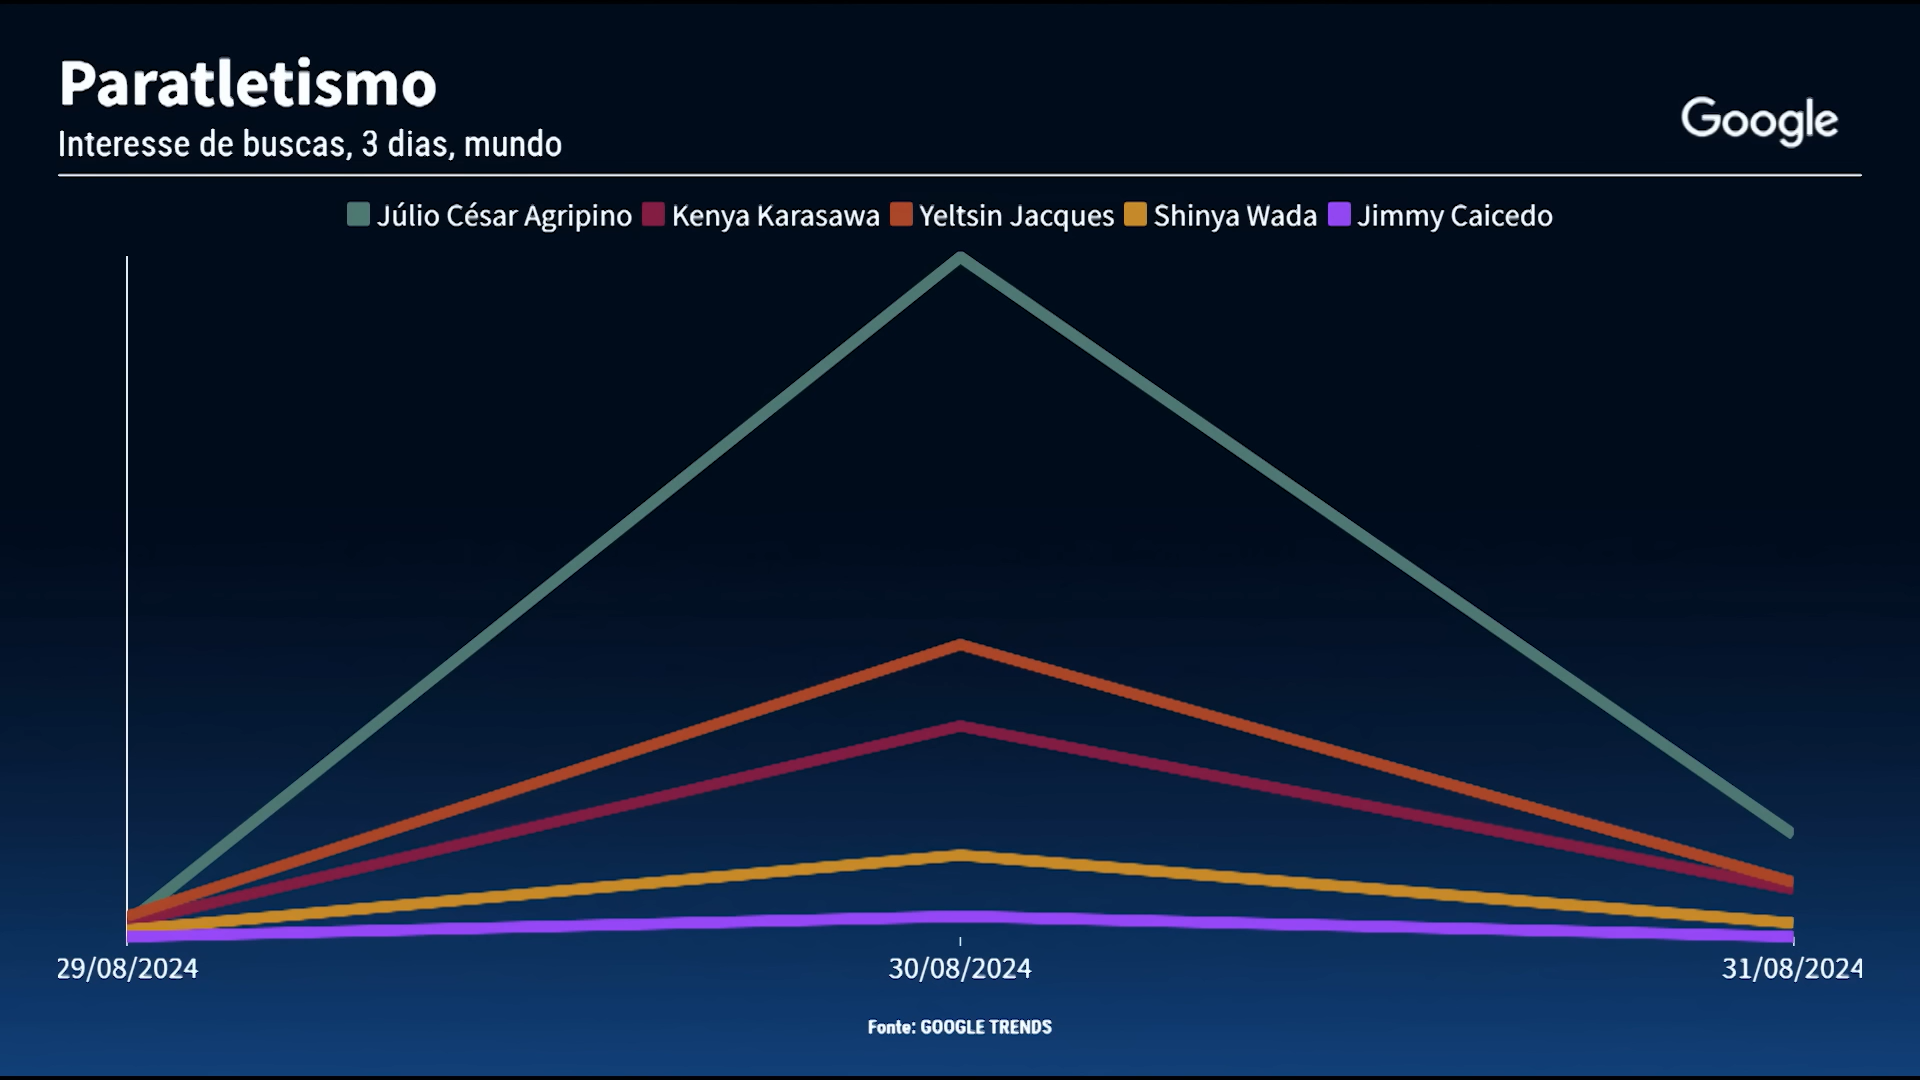 Paratletismo
Interesse de buscas, 3 dias, mundo
Google
Júlio César Agripino Kenya Karasawa Yeltsin Jacques Shinya Wada Jimmy Caicedo
29/08/2024 30/08/2024 31/08/2024
Fonte: GOOGLE TRENDS